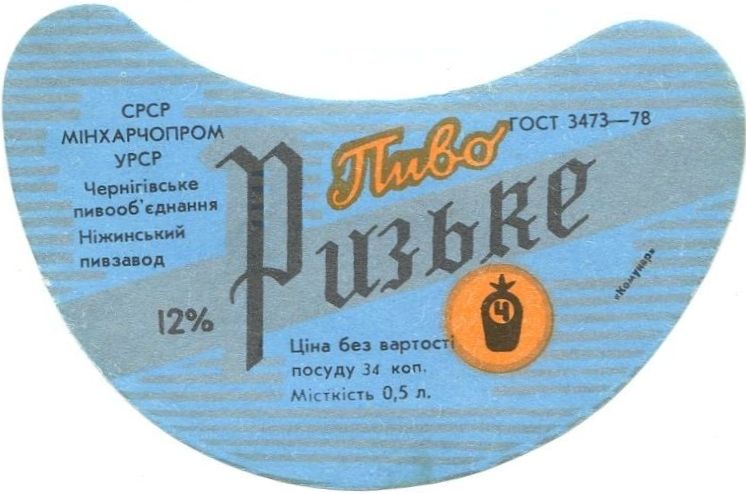 СРСР
МІНХАРЧОПРОМ
УРСР
Чернігівське
пивооб'єднання
Ніжинський
пивзавод
12%
Пиво
ГОСТ 3473—78
Ризьке
Ч
Ціна без вартості
посуду 34 коп.
Місткість 0,5 л.
«Комунар»